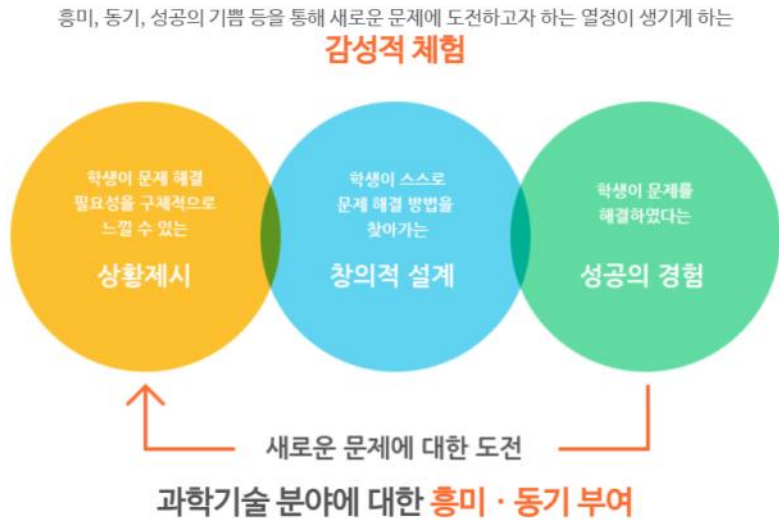 흥미, 동기, 성공의 기쁨 등을 통해 새로운 문제에 도전하고자 하는 열정이 생기게 하는
감성적 체험
학생이 문제 해결
필요성을 구체적으로
느낄 수 있는
상황제시
학생이 스스로
문제 해결 방법을
찾아가는
창의적 설계
학생이 문제를
해결하였다는
성공의 경험
새로운 문제에 대한 도전
과학기술 분야에 대한 흥미 · 동기 부여